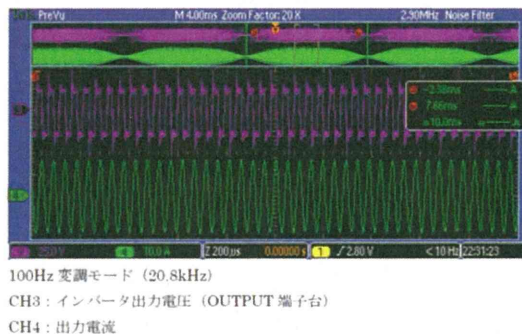 PreVu
M 4.00ms Zoom Factor: 20 X
2.30MHz Noise Filter
-2.38ms
7.66ms
10.0ms
10.0 A
Z 200µs
0.00000 s
1
2.80 V
<10 Hz
22:31:23
100Hz 変調モード（20.8kHz）
CH3：インバータ出力電圧（OUTPUT 端子台）
CH4：出力電流